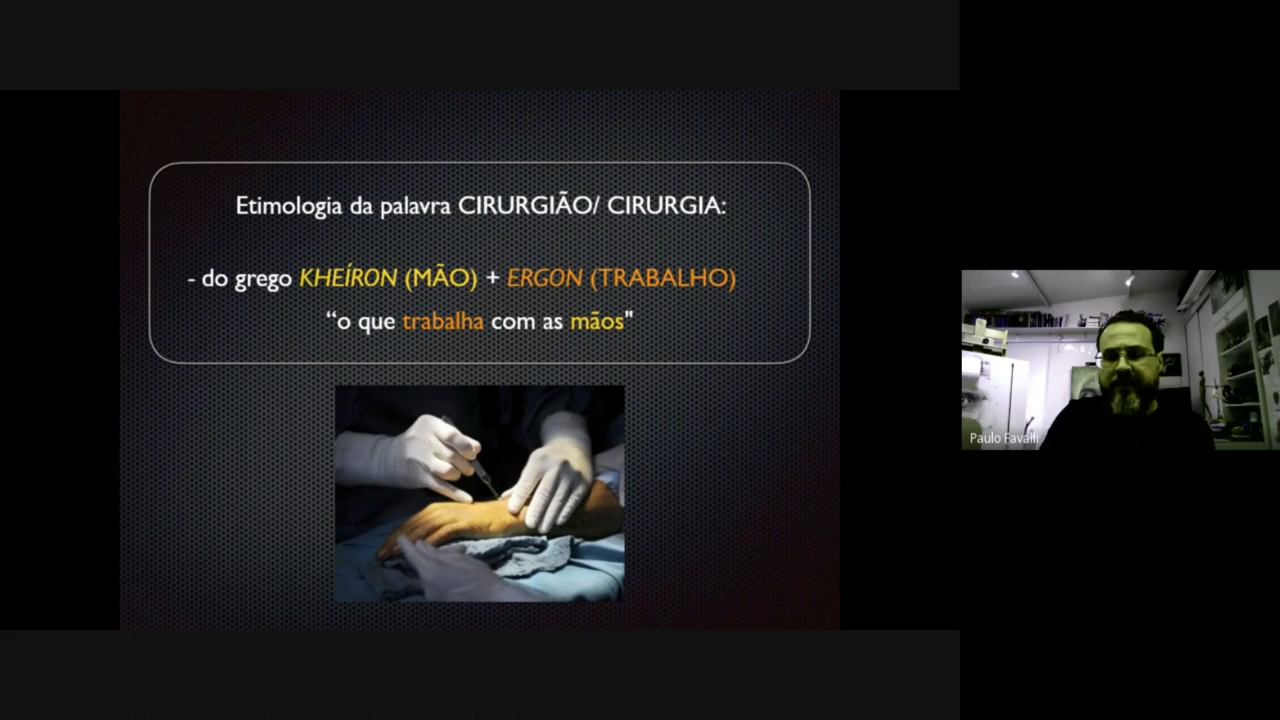 Etimologia da palavra CIRURGIÃO/ CIRURGIA:
- do grego KHEÍRON (MÃO) + ERGON (TRABALHO)
“o que trabalha com as mãos"
Paulo Favalli